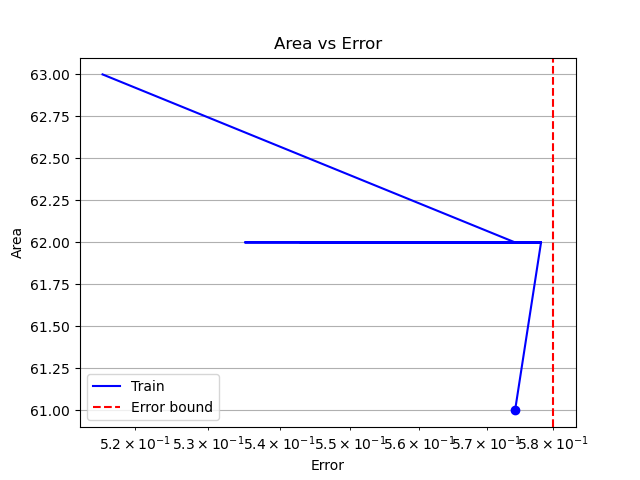 Area vs Error
63.00
62.75
62.50
62.25
62.00
61.75
61.50
61.25
61.00
Area
Train
Error bound
5.2 × 10⁻¹ 5.3 × 10⁻¹ 5.4 × 10⁻¹ 5.5 × 10⁻¹ 5.6 × 10⁻¹ 5.7 × 10⁻¹ 5.8 × 10⁻¹
Error